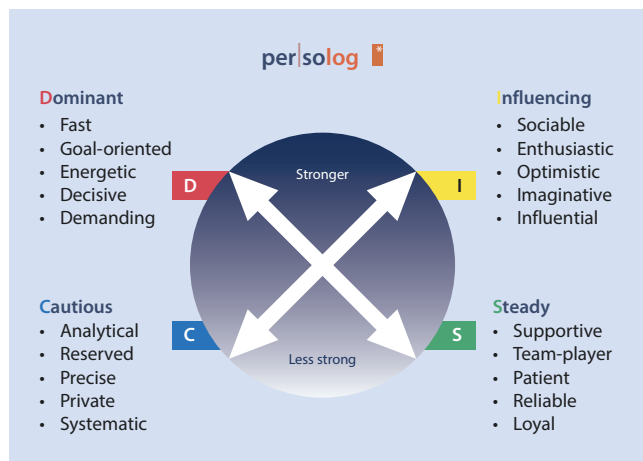 per|solog *
Dominant
• Fast
• Goal-oriented
• Energetic
• Decisive
• Demanding
Influencing
• Sociable
• Enthusiastic
• Optimistic
• Imaginative
• Influential
D
Stronger
I
Cautious
• Analytical
• Reserved
• Precise
• Private
• Systematic
C
Less strong
S
Steady
• Supportive
• Team-player
• Patient
• Reliable
• Loyal